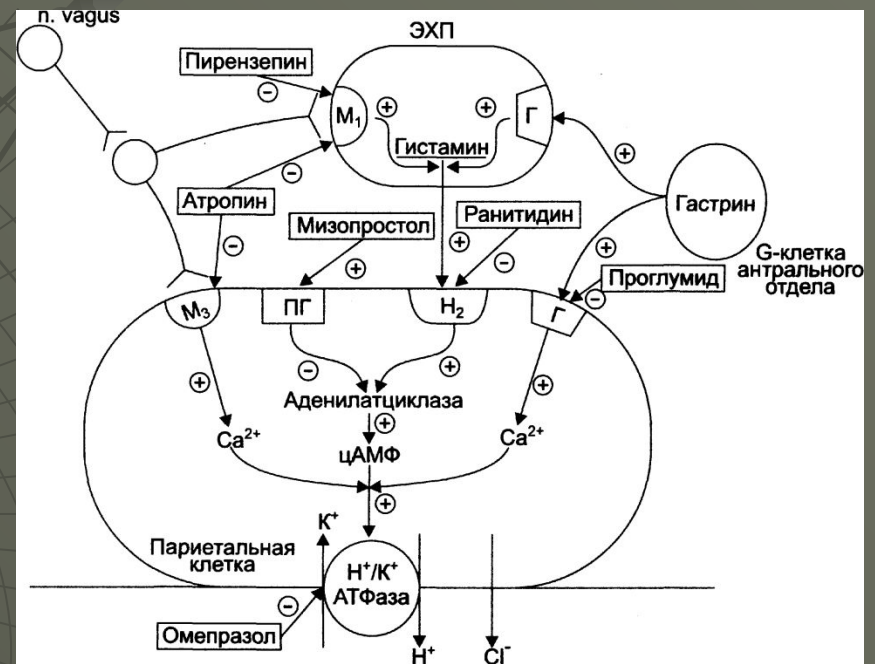 n. vagus
ЭХП
Пирензепин
−
M₁
+
+
Г
Гистамин
+
Гастрин
−
Атропин
Мизопростол
Ранитидин
−
+
+
−
+
G-клетка
антрального
отдела
Проглумид
−
M₃
ПГ
H₂
Г
+
−
+
+
Аденилатциклаза
+
Ca²⁺
цАМФ
Ca²⁺
+
K⁺
Париетальная
клетка
H⁺/K⁺
АТФаза
−
Омепразол
H⁺
Cl⁻